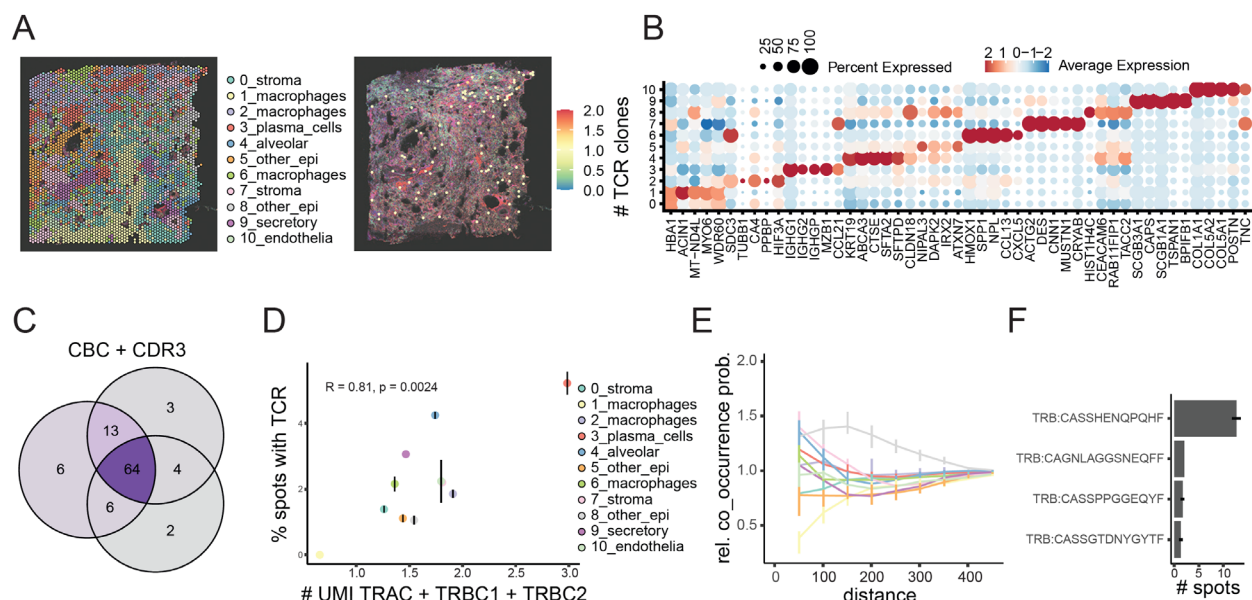 A
0_stroma
1_macrophages
2_macrophages
3_plasma_cells
4_alveolar
5_other_epi
6_macrophages
7_stroma
8_other_epi
9_secretory
10_endothelia
2.0
1.5
1.0
0.5
0.0
# TCR clones
B
25
50
75
100
Percent Expressed
2 1 0 -1 -2
Average Expression
10
9
8
7
6
5
4
3
2
1
0
HBA1
ACIN1
MT-ND4L
MYO6
WDR60
SDC3
TUBB1
CA4
PPBP
HIF3A
IGHG1
IGHG2
IGHGP
MZB1
CCL21
KRT19
ABCA3
CTSE
SFTA2
SFTPD
CLDN18
NIPAL3
DAPK2
IRX2
ATXN7
HMOX1
SPP1
NPL
CCL13
CXCL5
ACTG2
DES
CNN1
MUSTN1
CRYAB
HIST1H4C
CEACAM6
RAB11FIP1
TACC2
SCGB3A1
CAPS
SCGB1A1
TSPAN1
BPIFB1
COL1A1
COL5A2
COL5A1
POSTN
TNC
C
CBC + CDR3
3
13
6
64
4
6
2
D
R = 0.81, p = 0.0024
% spots with TCR
4
2
0
1.0
1.5
2.0
2.5
3.0
# UMI TRAC + TRBC1 + TRBC2
0_stroma
1_macrophages
2_macrophages
3_plasma_cells
4_alveolar
5_other_epi
6_macrophages
7_stroma
8_other_epi
9_secretory
10_endothelia
E
rel. co_occurrence prob.
2.0
1.5
1.0
0.5
0
100
200
300
400
distance
F
TRB:CASSHENQPQHF
TRB:CAGNLAGGSNEQFF
TRB:CASSPPGGEQYF
TRB:CASSGTDNYGYTF
0
5
10
# spots